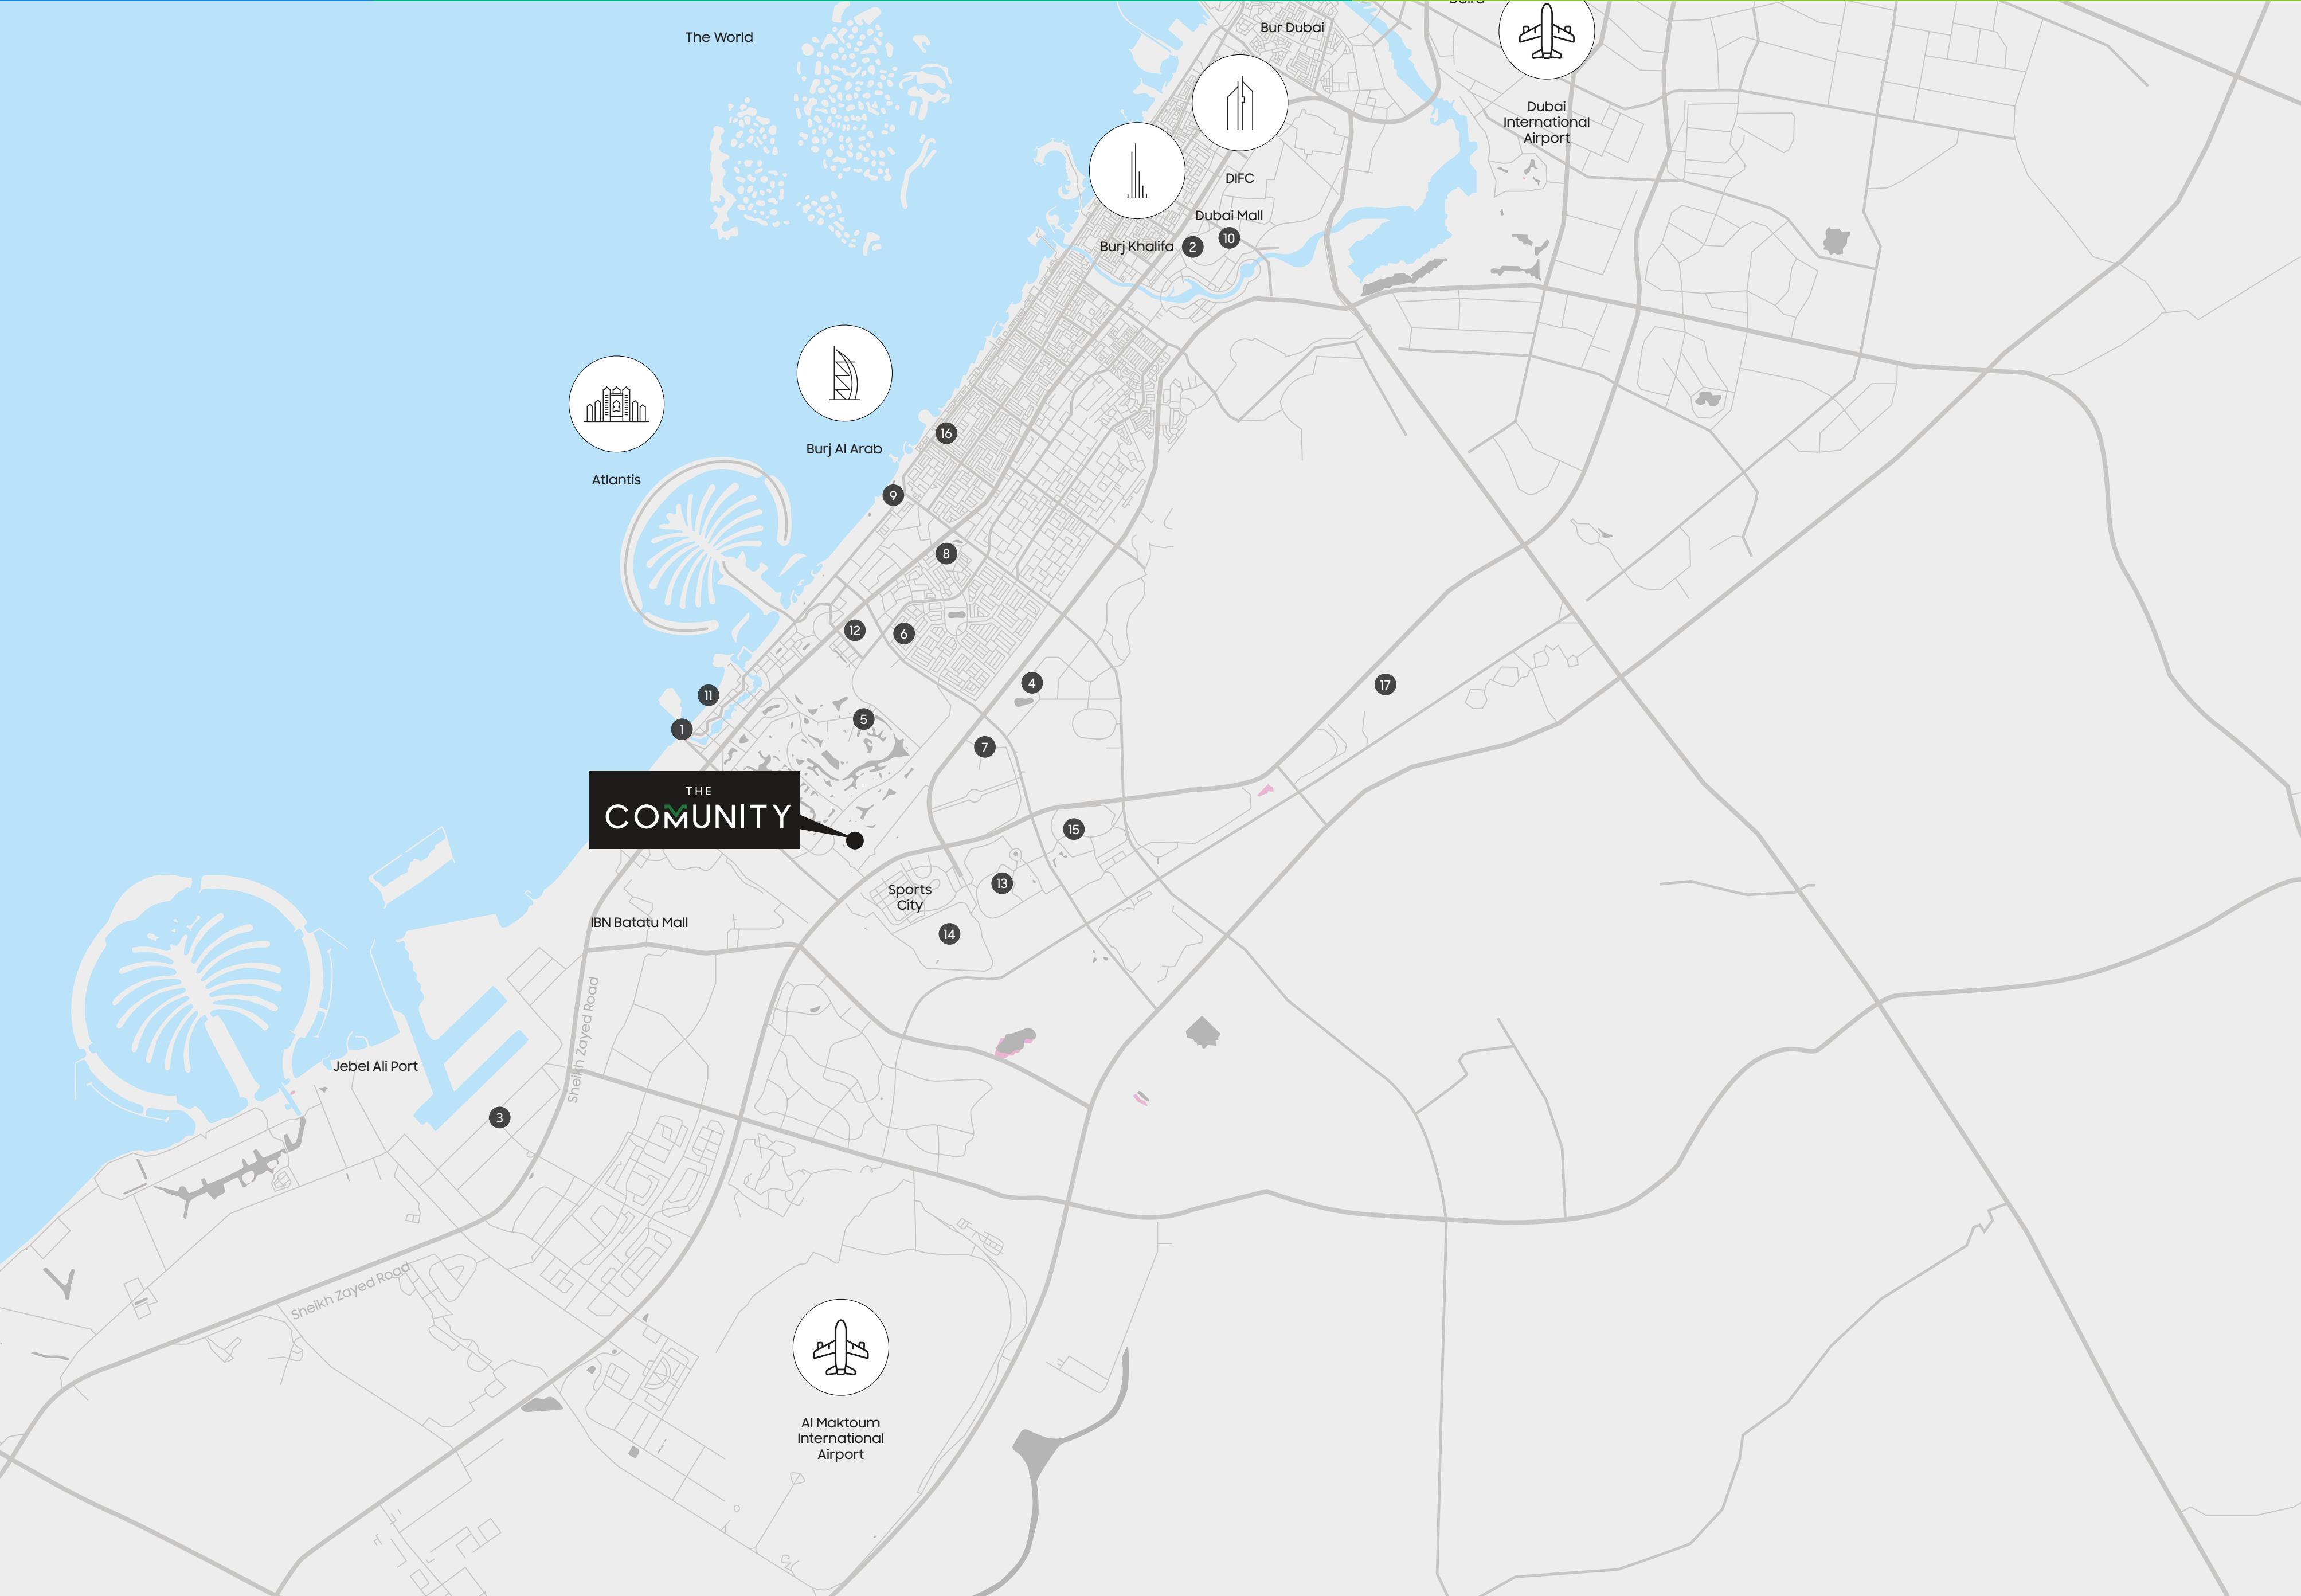 Deira
The World
Bur Dubai
Dubai
International
Airport
DIFC
Dubai Mall
Burj Khalifa
2
10
Burj Al Arab
16
Atlantis
9
8
12
6
4
17
11
5
1
7
THE
COMMUNITY
15
Sports
City
13
IBN Batatu Mall
14
Sheikh Zayed Road
Jebel Ali Port
3
Sheikh Zayed Road
Al Maktoum
International
Airport